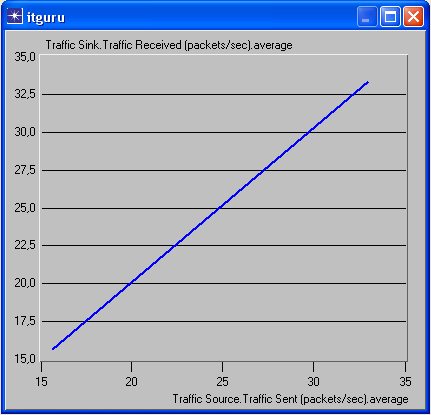 itguru
Traffic Sink.Traffic Received (packets/sec).average
35,0
32,5
30,0
27,5
25,0
22,5
20,0
17,5
15,0
15 20 25 30 35
Traffic Source.Traffic Sent (packets/sec).average